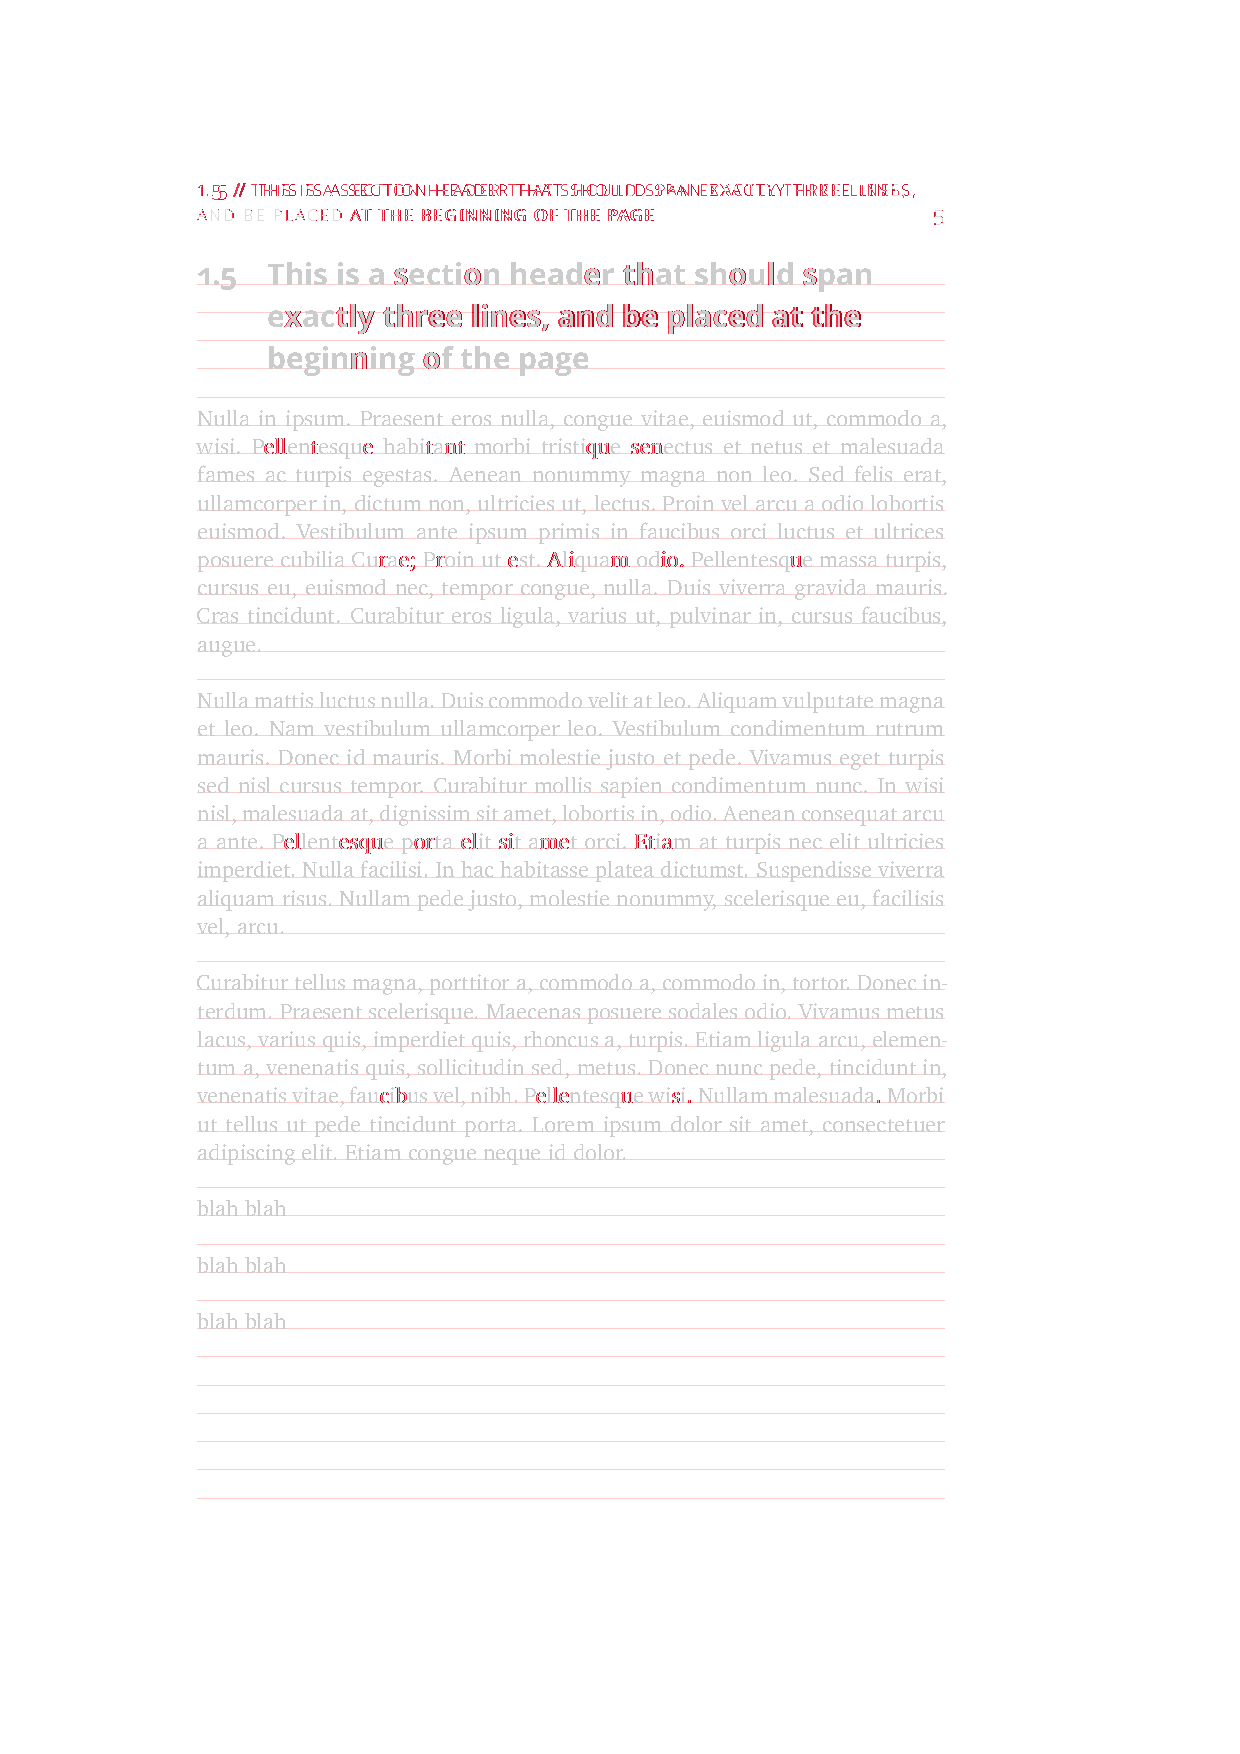 1.5 // THIS IS A SECTION HEADER THAT SHOULD SPAN EXACTLY THREE LINES,
AND BE PLACED AT THE BEGINNING OF THE PAGE 5
1.5 This is a section header that should span
exactly three lines, and be placed at the
beginning of the page
Nulla in ipsum. Praesent eros nulla, congue vitae, euismod ut, commodo a,
wisi. Pellentesque habitant morbi tristique senectus et netus et malesuada
fames ac turpis egestas. Aenean nonummy magna non leo. Sed felis erat,
ullamcorper in, dictum non, ultricies ut, lectus. Proin vel arcu a odio lobortis
euismod. Vestibulum ante ipsum primis in faucibus orci luctus et ultrices
posuere cubilia Curae; Proin ut est. Aliquam odio. Pellentesque massa turpis,
cursus eu, euismod nec, tempor congue, nulla. Duis viverra gravida mauris.
Cras tincidunt. Curabitur eros ligula, varius ut, pulvinar in, cursus faucibus,
augue.
Nulla mattis luctus nulla. Duis commodo velit at leo. Aliquam vulputate magna
et leo. Nam vestibulum ullamcorper leo. Vestibulum condimentum rutrum
mauris. Donec id mauris. Morbi molestie justo et pede. Vivamus eget turpis
sed nisl cursus tempor. Curabitur mollis sapien condimentum nunc. In wisi
nisl, malesuada at, dignissim sit amet, lobortis in, odio. Aenean consequat arcu
a ante. Pellentesque porta elit sit amet orci. Etiam at turpis nec elit ultricies
imperdiet. Nulla facilisi. In hac habitasse platea dictumst. Suspendisse viverra
aliquam risus. Nullam pede justo, molestie nonummy, scelerisque eu, facilisis
vel, arcu.
Curabitur tellus magna, porttitor a, commodo a, commodo in, tortor. Donec in-
terdum. Praesent scelerisque. Maecenas posuere sodales odio. Vivamus metus
lacus, varius quis, imperdiet quis, rhoncus a, turpis. Etiam ligula arcu, elemen-
tum a, venenatis quis, sollicitudin sed, metus. Donec nunc pede, tincidunt in,
venenatis vitae, faucibus vel, nibh. Pellentesque wisi. Nullam malesuada. Morbi
ut tellus ut pede tincidunt porta. Lorem ipsum dolor sit amet, consectetuer
adipiscing elit. Etiam congue neque id dolor.
blah blah
blah blah
blah blah